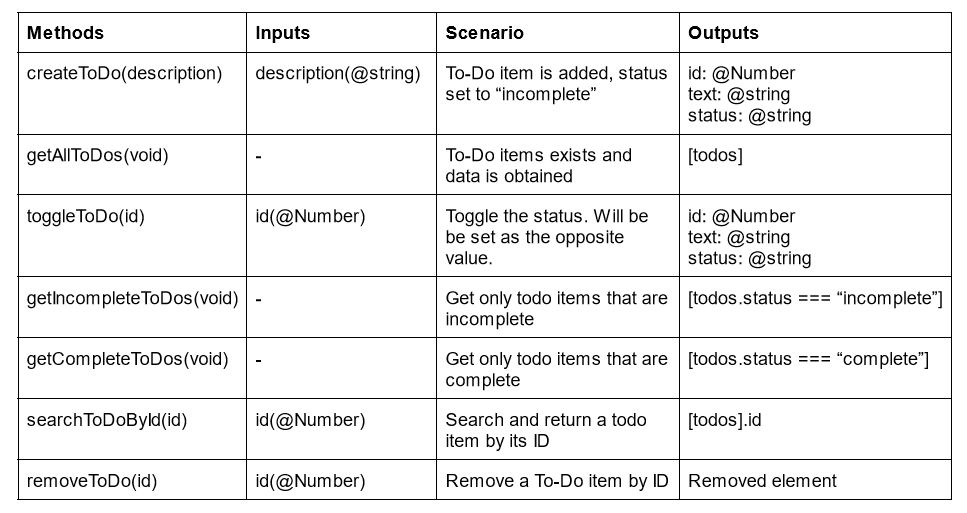 Methods Inputs Scenario Outputs
createToDo(description) description(@string) To-Do item is added, status id: @Number
set to “incomplete” text: @string
status: @string
getAllToDos(void) - To-Do items exists and [todos]
data is obtained
toggleToDo(id) id(@Number) Toggle the status. Will be id: @Number
be set as the opposite text: @string
value. status: @string
getIncompleteToDos(void) - Get only todo items that are [todos.status === “incomplete”]
incomplete
getCompleteToDos(void) - Get only todo items that are [todos.status === “complete”]
complete
searchToDoById(id) id(@Number) Search and return a todo [todos].id
item by its ID
removeToDo(id) id(@Number) Remove a To-Do item by ID Removed element